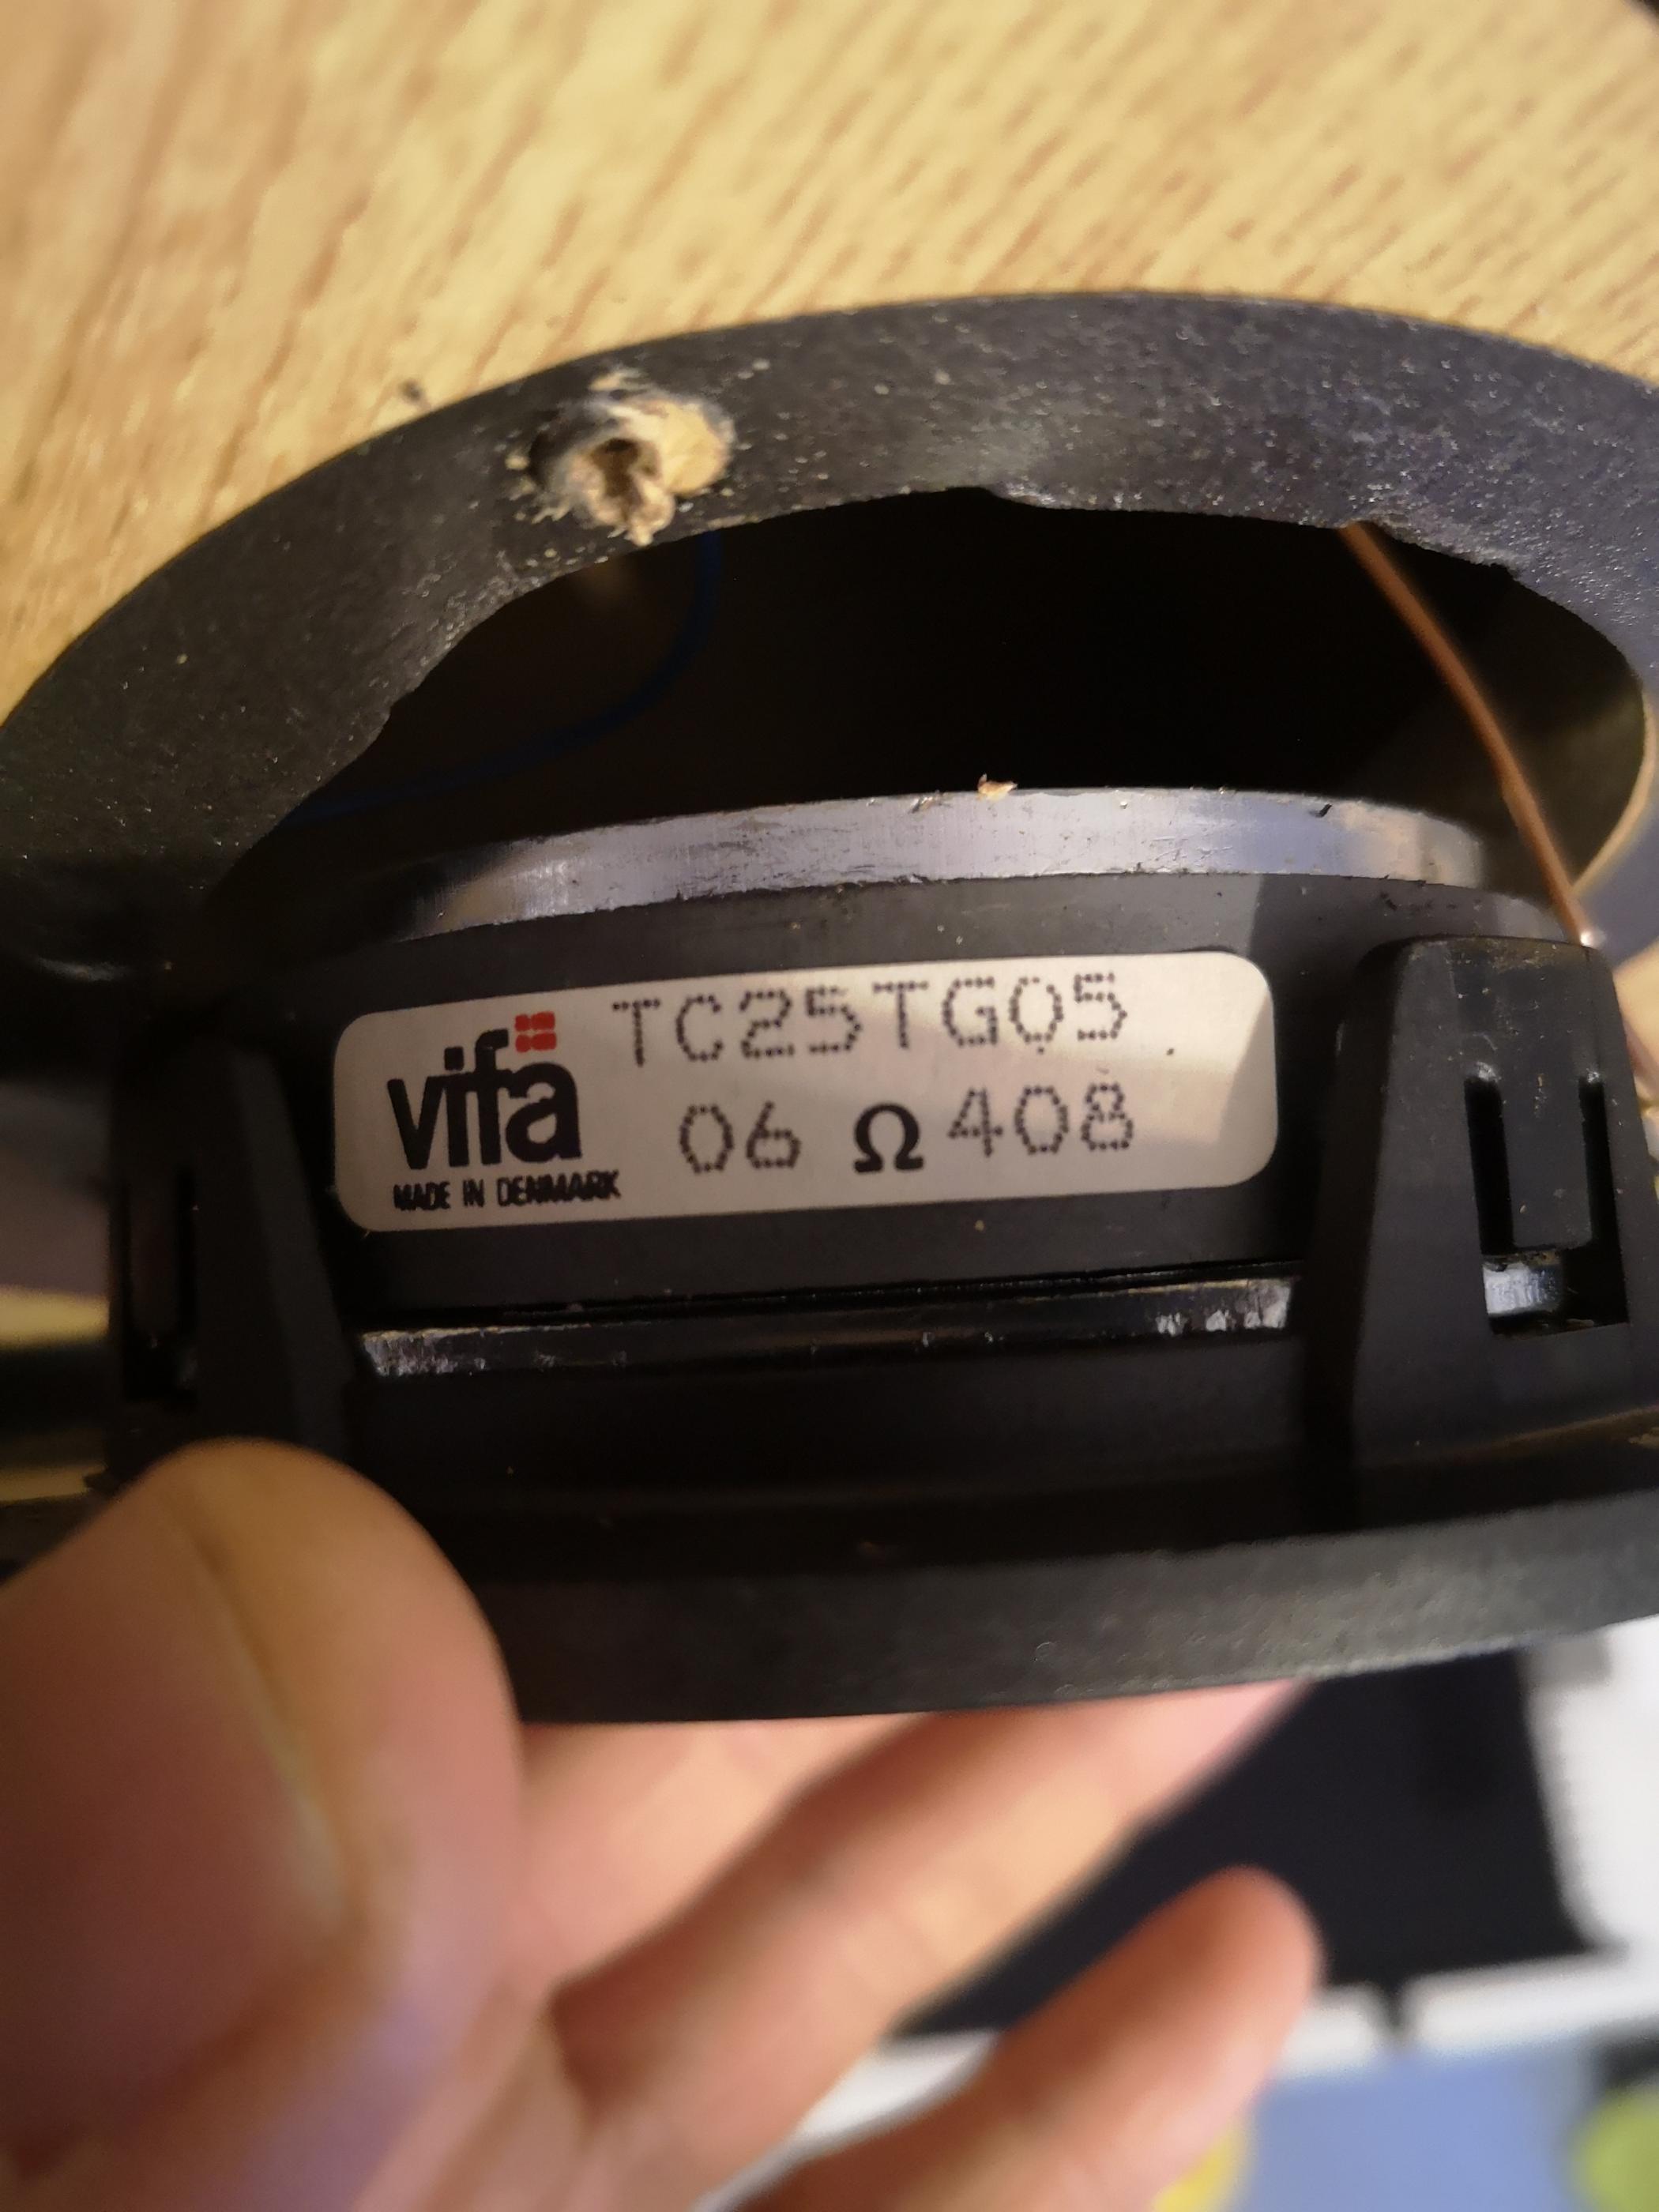 vifa TC25TG05
06 Ω 408
MADE IN DENMARK